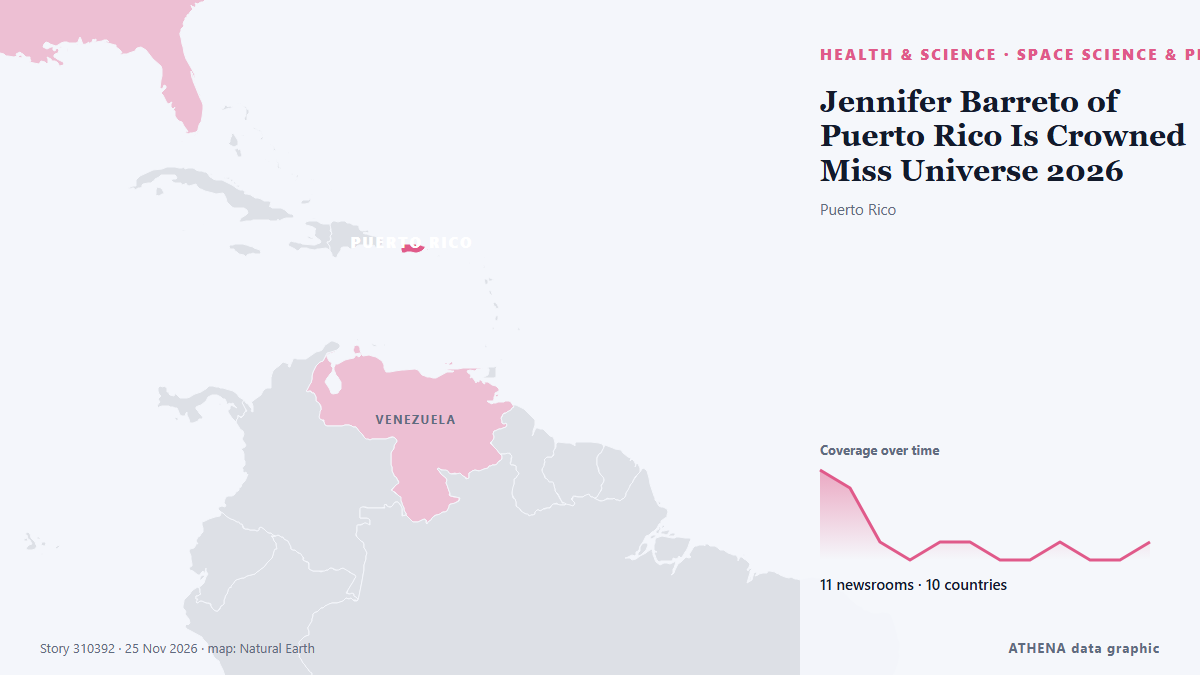 HEALTH & SCIENCE · SPACE SCIENCE &
Jennifer Barreto of
Puerto Rico Is Crowned
Miss Universe 2026
Puerto Rico
PUERTO RICO
VENEZUELA
Coverage over time
11 newsrooms · 10 countries
Story 310392 · 25 Nov 2026 · map: Natural Earth
ATHENA data graphic